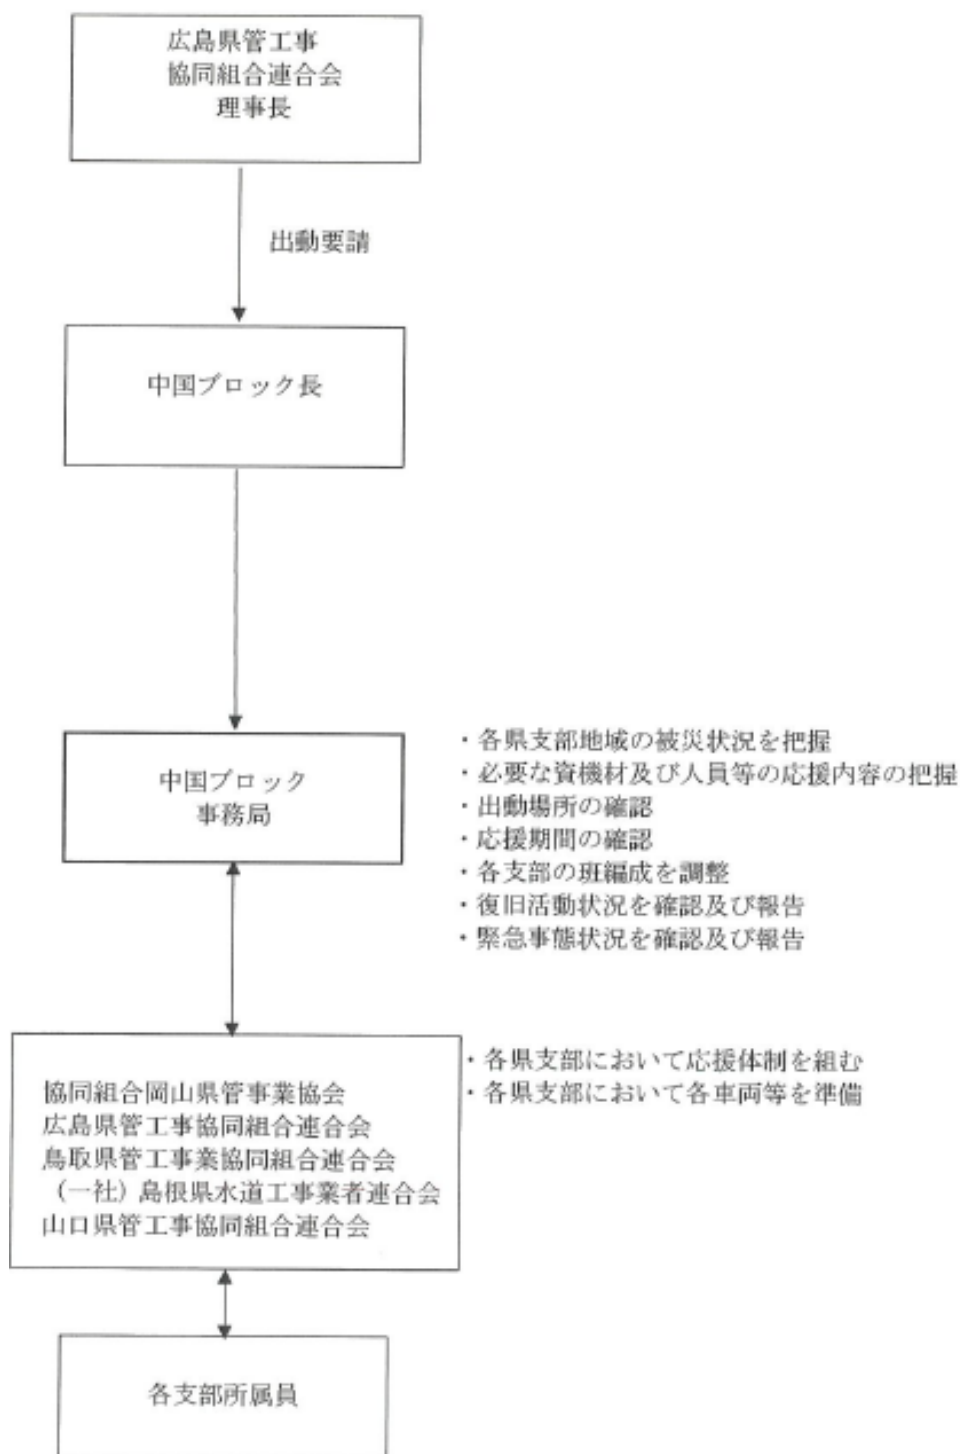 広島県管工事
協同組合連合会
理事長
出動要請
中国ブロック長
中国ブロック
事務局
・各県支部地域の被災状況を把握
・必要な資機材及び人員等の応援内容の把握
・出動場所の確認
・応援期間の確認
・各支部の班編成を調整
・復旧活動状況を確認及び報告
・緊急事態状況を確認及び報告
協同組合岡山県管事業協会
広島県管工事協同組合連合会
鳥取県管工事業協同組合連合会
（一社）島根県水道工事業者連合会
山口県管工事協同組合連合会
・各県支部において応援体制を組む
・各県支部において各車両等を準備
各支部所属員